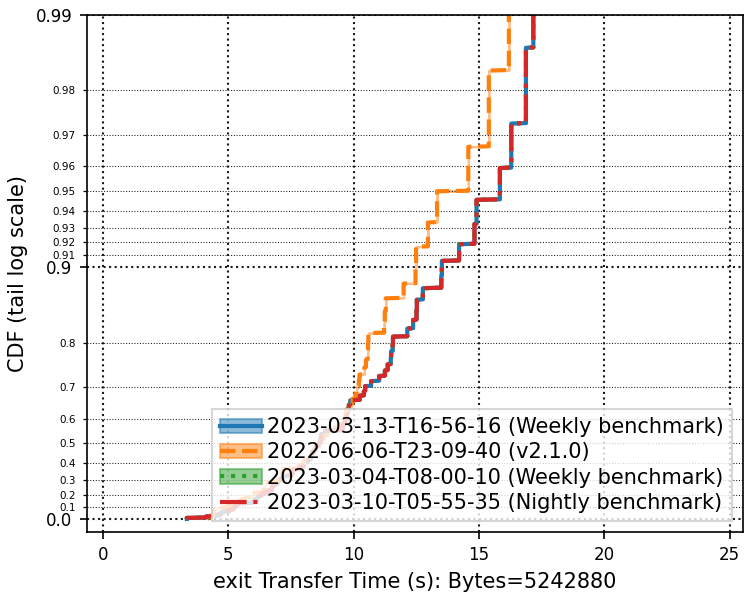 0.99
0.98
0.97
0.96
0.95
0.94
0.93
0.92
0.91
0.9
0.8
0.7
0.6
0.5
0.4
0.3
0.2
0.1
0.0
CDF (tail log scale)
2023-03-13-T16-56-16 (Weekly benchmark)
2022-06-06-T23-09-40 (v2.1.0)
2023-03-04-T08-00-10 (Weekly benchmark)
2023-03-10-T05-55-35 (Nightly benchmark)
0 5 10 15 20 25
exit Transfer Time (s): Bytes=5242880